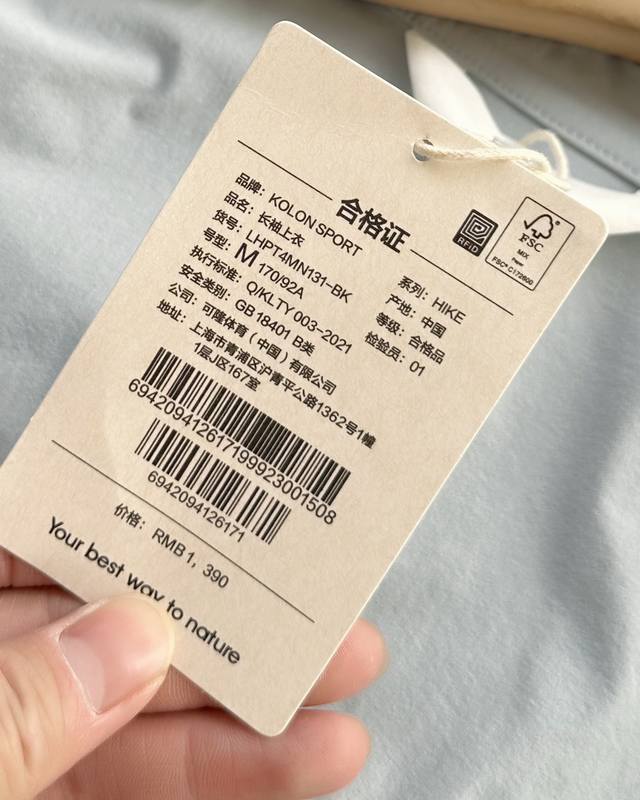 合格证
RFID
FSC
MIX
Paper
FSC® C172600
品牌：KOLON SPORT
品名：长袖上衣
货号：LHPT4MN131-BK
号型：M 170/92A
执行标准：Q/KLTY 003-2021
安全类别：GB 18401 B类
公司：可隆体育（中国）有限公司
地址：上海市青浦区沪青平公路1362号1幢
1层J区167室
系列：HIKE
产地：中国
等级：合格品
检验员：01
694209412617199923001508
6942094126171
价格：RMB 1，390
Your best way to nature